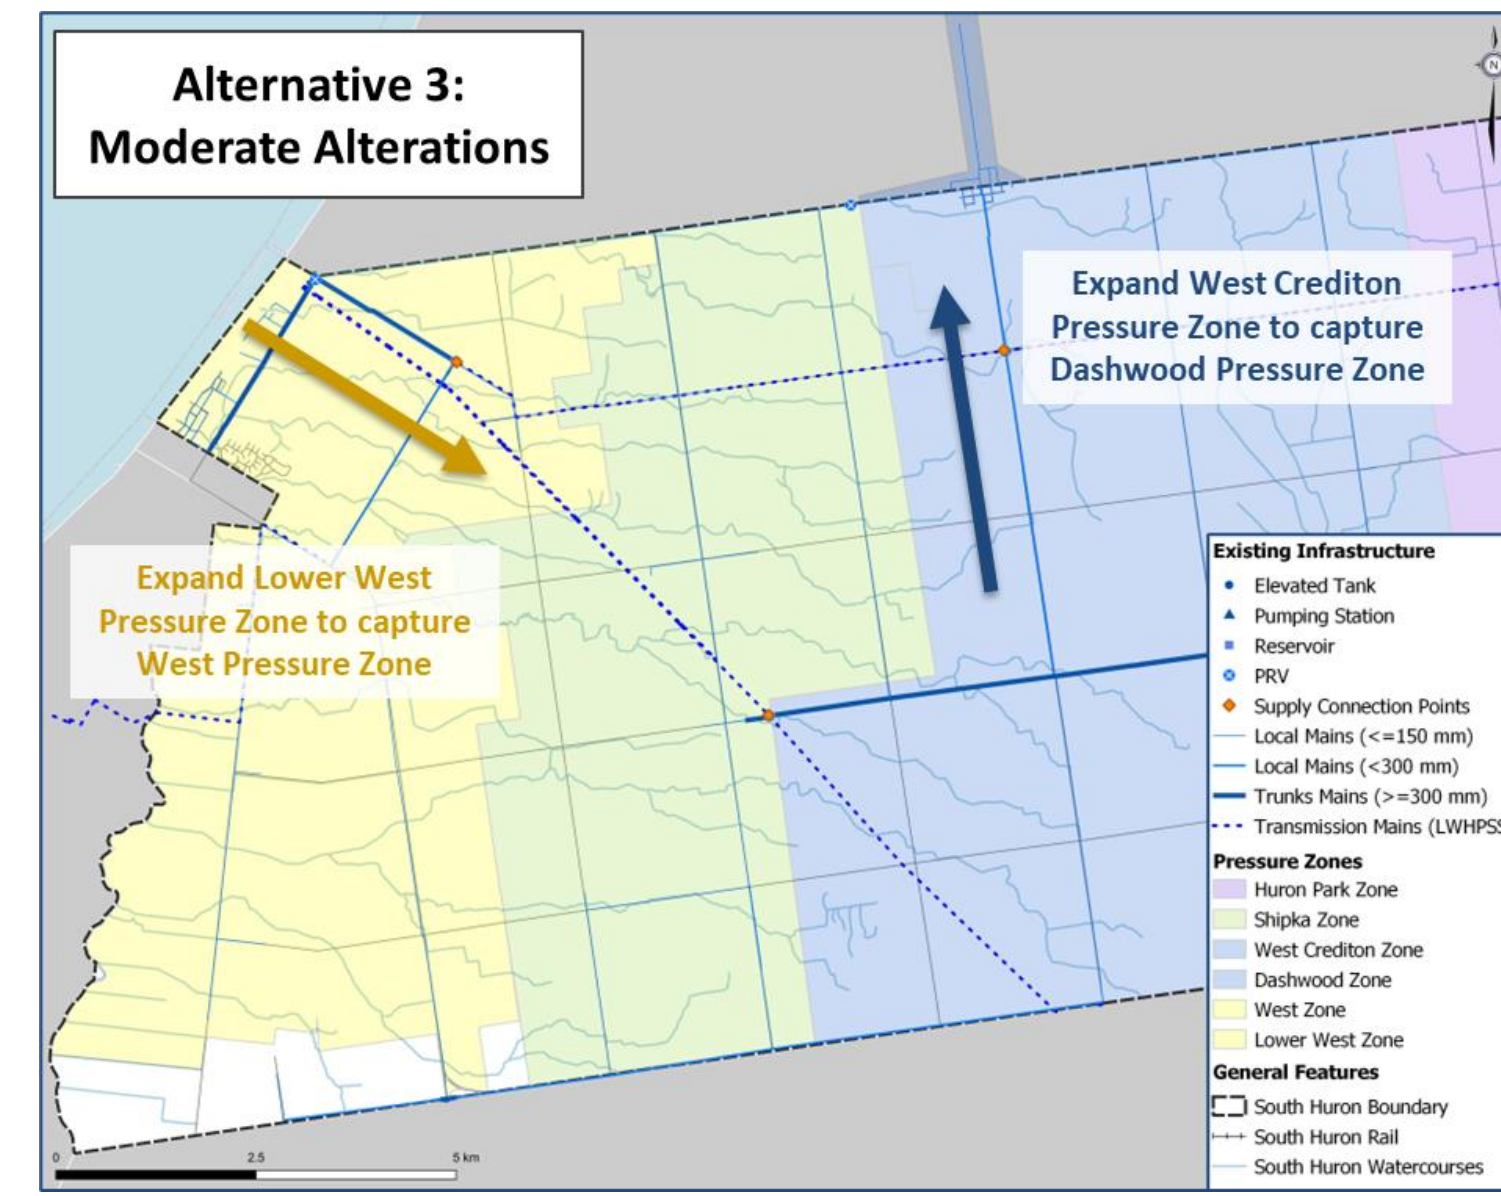 Alternative 3:
Moderate Alterations
N
Expand West Crediton
Pressure Zone to capture
Dashwood Pressure Zone
Expand Lower West
Pressure Zone to capture
West Pressure Zone
Existing Infrastructure
Elevated Tank
Pumping Station
Reservoir
PRV
Supply Connection Points
Local Mains (<=150 mm)
Local Mains (<300 mm)
Trunks Mains (>=300 mm)
Transmission Mains (LWHPSS
Pressure Zones
Huron Park Zone
Shipka Zone
West Crediton Zone
Dashwood Zone
West Zone
Lower West Zone
General Features
South Huron Boundary
South Huron Rail
South Huron Watercourses
0 2.5 5 km